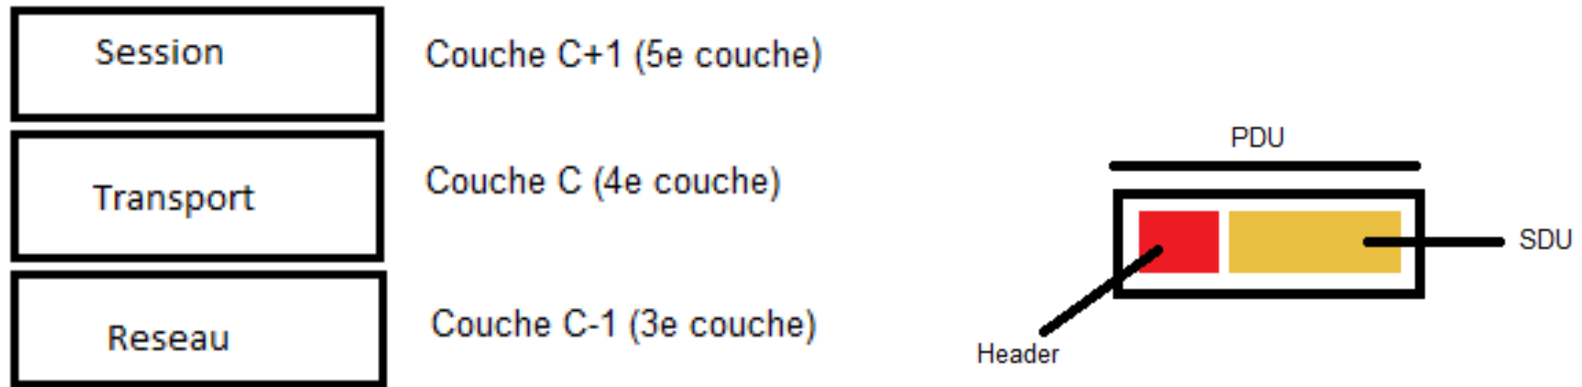 Session
Couche C+1 (5e couche)
Transport
Couche C (4e couche)
Reseau
Couche C-1 (3e couche)
PDU
SDU
Header